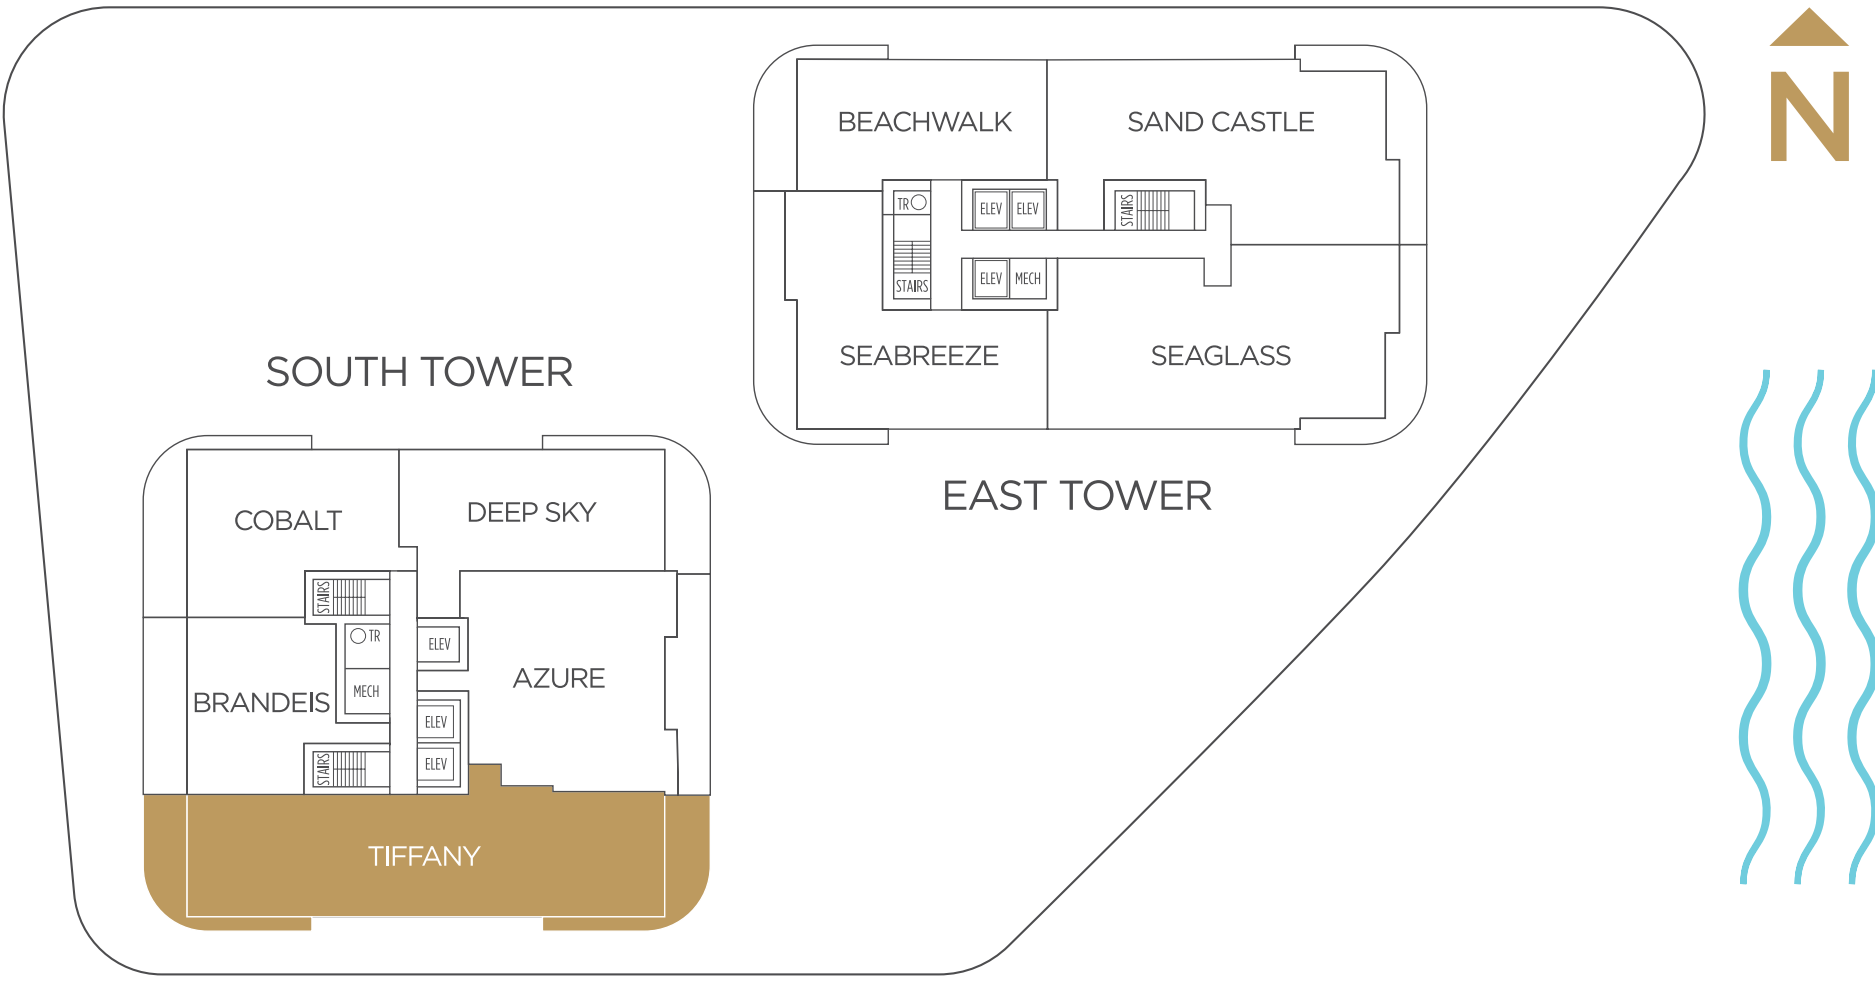 N
BEACHWALK
SAND CASTLE
TR
ELEV
ELEV
STAIRS
STAIRS
ELEV
MECH
SEABREEZE
SEAGLASS
EAST TOWER
SOUTH TOWER
COBALT
DEEP SKY
STAIRS
TR
ELEV
MECH
BRANDEIS
AZURE
ELEV
STAIRS
ELEV
TIFFANY